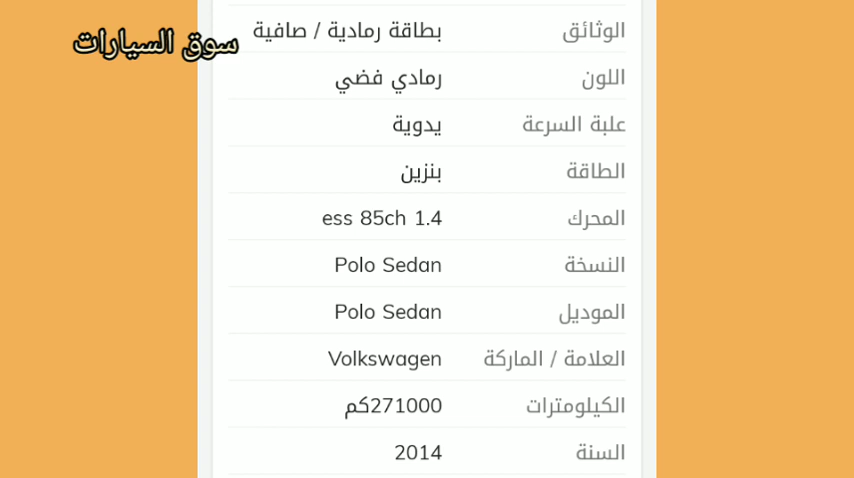 سوق السيارات
الوثائق بطاقة رمادية / صافية
اللون رمادي فضي
علبة السرعة يدوية
الطاقة بنزين
المحرك 1.4 ess 85ch
النسخة Polo Sedan
الموديل Polo Sedan
العلامة / الماركة Volkswagen
الكيلومترات 271000كم
السنة 2014